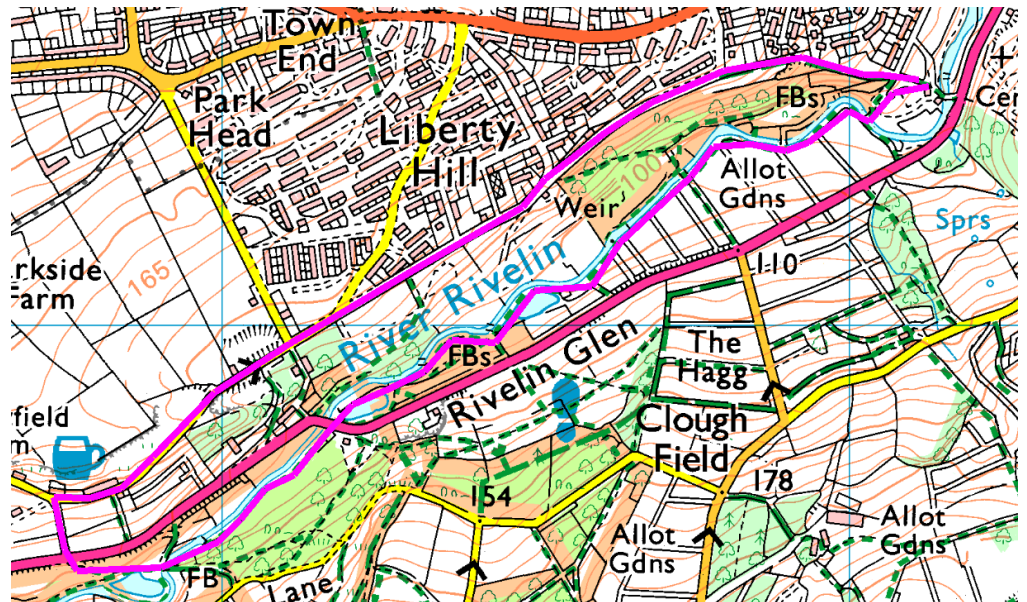 Town
End
Park
Head
Liberty
Hill
FBs
Cer
Allot
Gdns
100
Weir
Sprs
165
rkside
Farm
River Rivelin
110
FBs
The
Hagg
Rivelin Glen
field
m
Clough
Field
154
178
Allot
Gdns
Allot
Gdns
FB
Lane